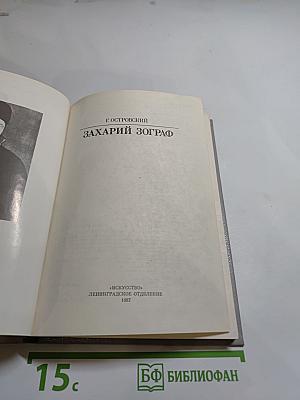 Г. ОСТРОВСКИЙ
ЗАХАРИЙ ЗОГРАФ
«ИСКУССТВО»
ЛЕНИНГРАДСКОЕ ОТДЕЛЕНИЕ
1987
15с
БФ БИБЛИОФАН